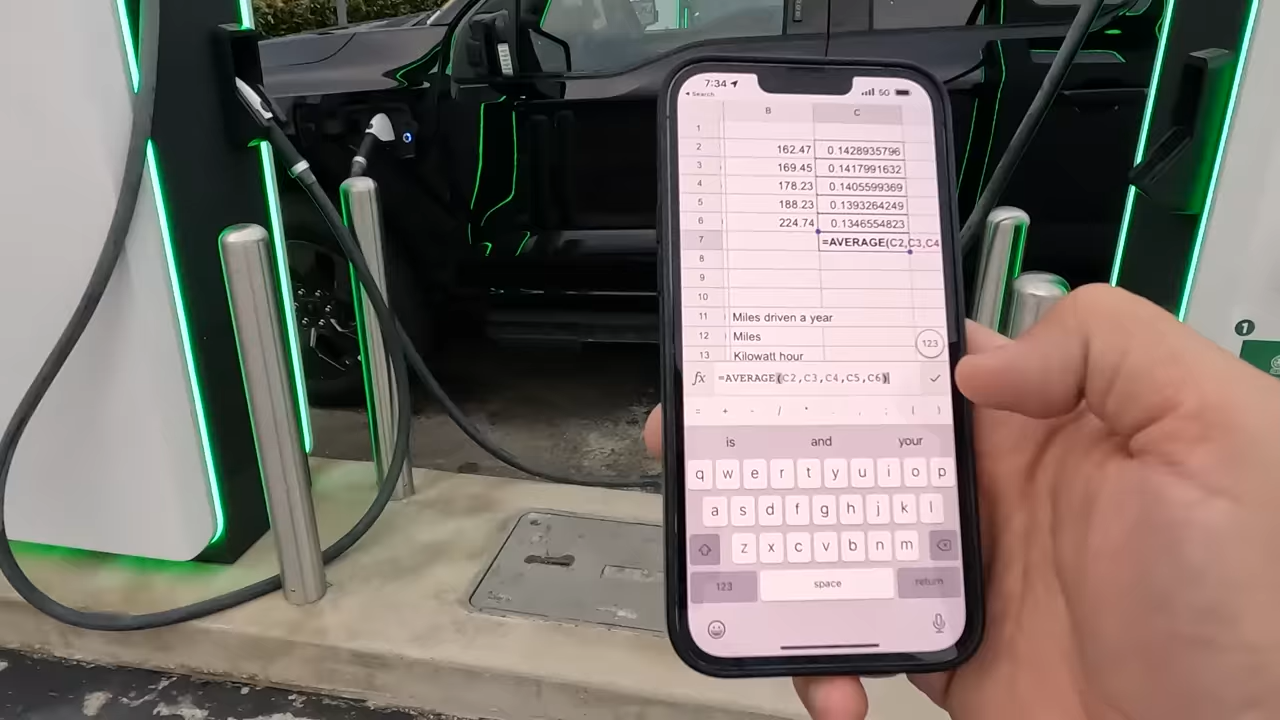 7:34
5G
Search
B C
1
2 162.47 0.1428935796
3 169.45 0.1417991632
4 178.23 0.1405599369
5 188.23 0.1393264249
6 224.74 0.1346554823
7 =AVERAGE(C2,C3,C4
8
9
10
11 Miles driven a year
12 Miles
13 Kilowatt hour
123
fx =AVERAGE(C2,C3,C4,C5,C6)
= + - / * . , : ( )
is and your
q w e r t y u i o p
a s d f g h j k l
z x c v b n m
123 space return
1